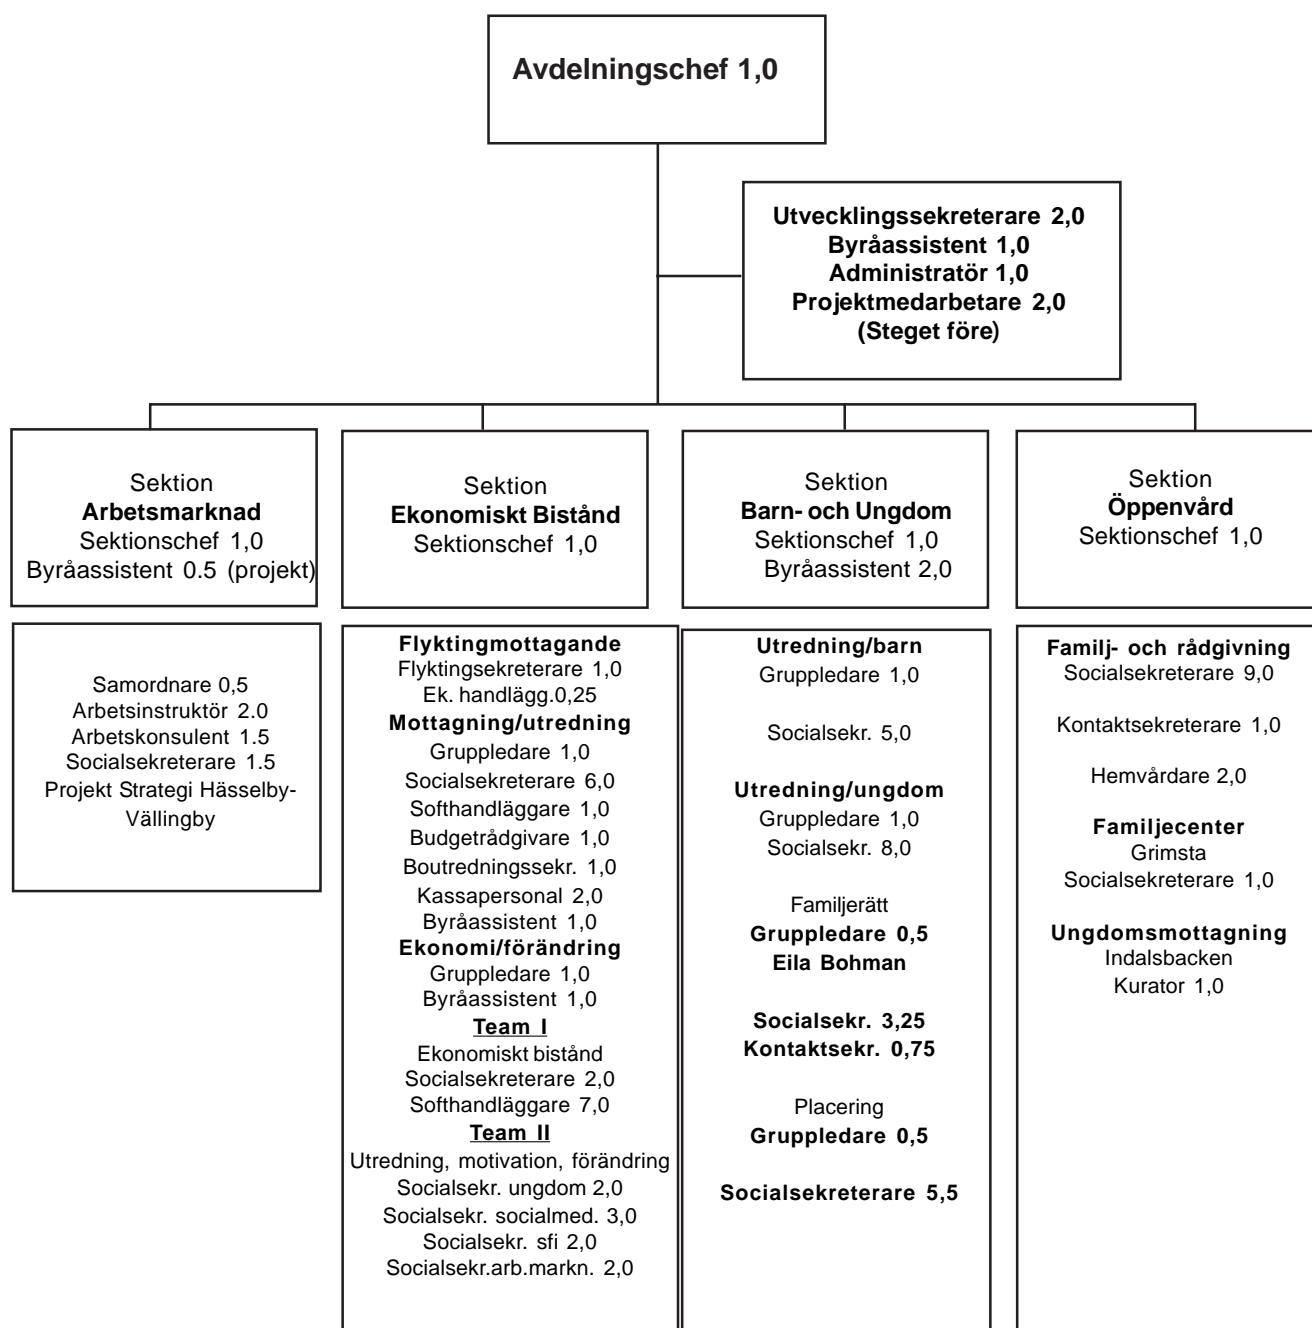 Avdelningschef 1,0
Utvecklingssekreterare 2,0
Byråassistent 1,0
Administratör 1,0
Projektmedarbetare 2,0
(Steget före)
Sektion
Arbetsmarknad
Sektionschef 1,0
Byråassistent 0.5 (projekt)
Samordnare 0,5
Arbetsinstruktör 2.0
Arbetskonsulent 1.5
Socialsekreterare 1.5
Projekt Strategi Hässelby-
Vällingby
Sektion
Ekonomiskt Bistånd
Sektionschef 1,0
Flyktingmottagande
Flyktingsekreterare 1,0
Ek. handlägg.0,25
Mottagning/utredning
Gruppledare 1,0
Socialsekreterare 6,0
Softhandläggare 1,0
Budgetrådgivare 1,0
Boutredningssekr. 1,0
Kassapersonal 2,0
Byråassistent 1,0
Ekonomi/förändring
Gruppledare 1,0
Byråassistent 1,0
Team I
Ekonomiskt bistånd
Socialsekreterare 2,0
Softhandläggare 7,0
Team II
Utredning, motivation, förändring
Socialsekr. ungdom 2,0
Socialsekr. socialmed. 3,0
Socialsekr. sfi 2,0
Socialsekr.arb.markn. 2,0
Sektion
Barn- och Ungdom
Sektionschef 1,0
Byråassistent 2,0
Utredning/barn
Gruppledare 1,0
Socialsekr. 5,0
Utredning/ungdom
Gruppledare 1,0
Socialsekr. 8,0
Familjerätt
Gruppledare 0,5
Eila Bohman
Socialsekr. 3,25
Kontaktsekr. 0,75
Placering
Gruppledare 0,5
Socialsekreterare 5,5
Sektion
Öppenvård
Sektionschef 1,0
Familj- och rådgivning
Socialsekreterare 9,0
Kontaktsekreterare 1,0
Hemvårdare 2,0
Familjecenter
Grimsta
Socialsekreterare 1,0
Ungdomsmottagning
Indalsbacken
Kurator 1,0